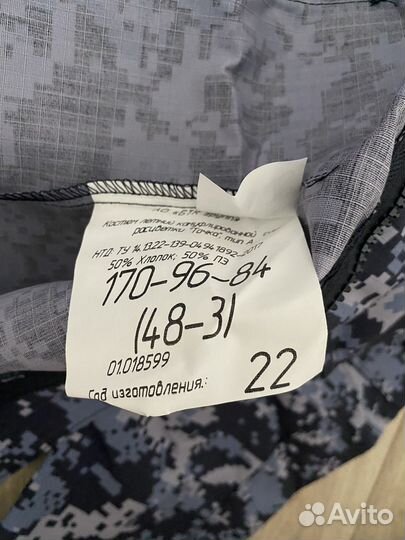 АО «БТК групп»
Костюм летний камуфлированной
расцветки "Точка", тип А
НТД: ТУ 14.13.22-139-04941892-2017
50% Хлопок; 50% ПЭ
170-96-84
(48-3)
01.018599
Год изготовления.: 22
Avito